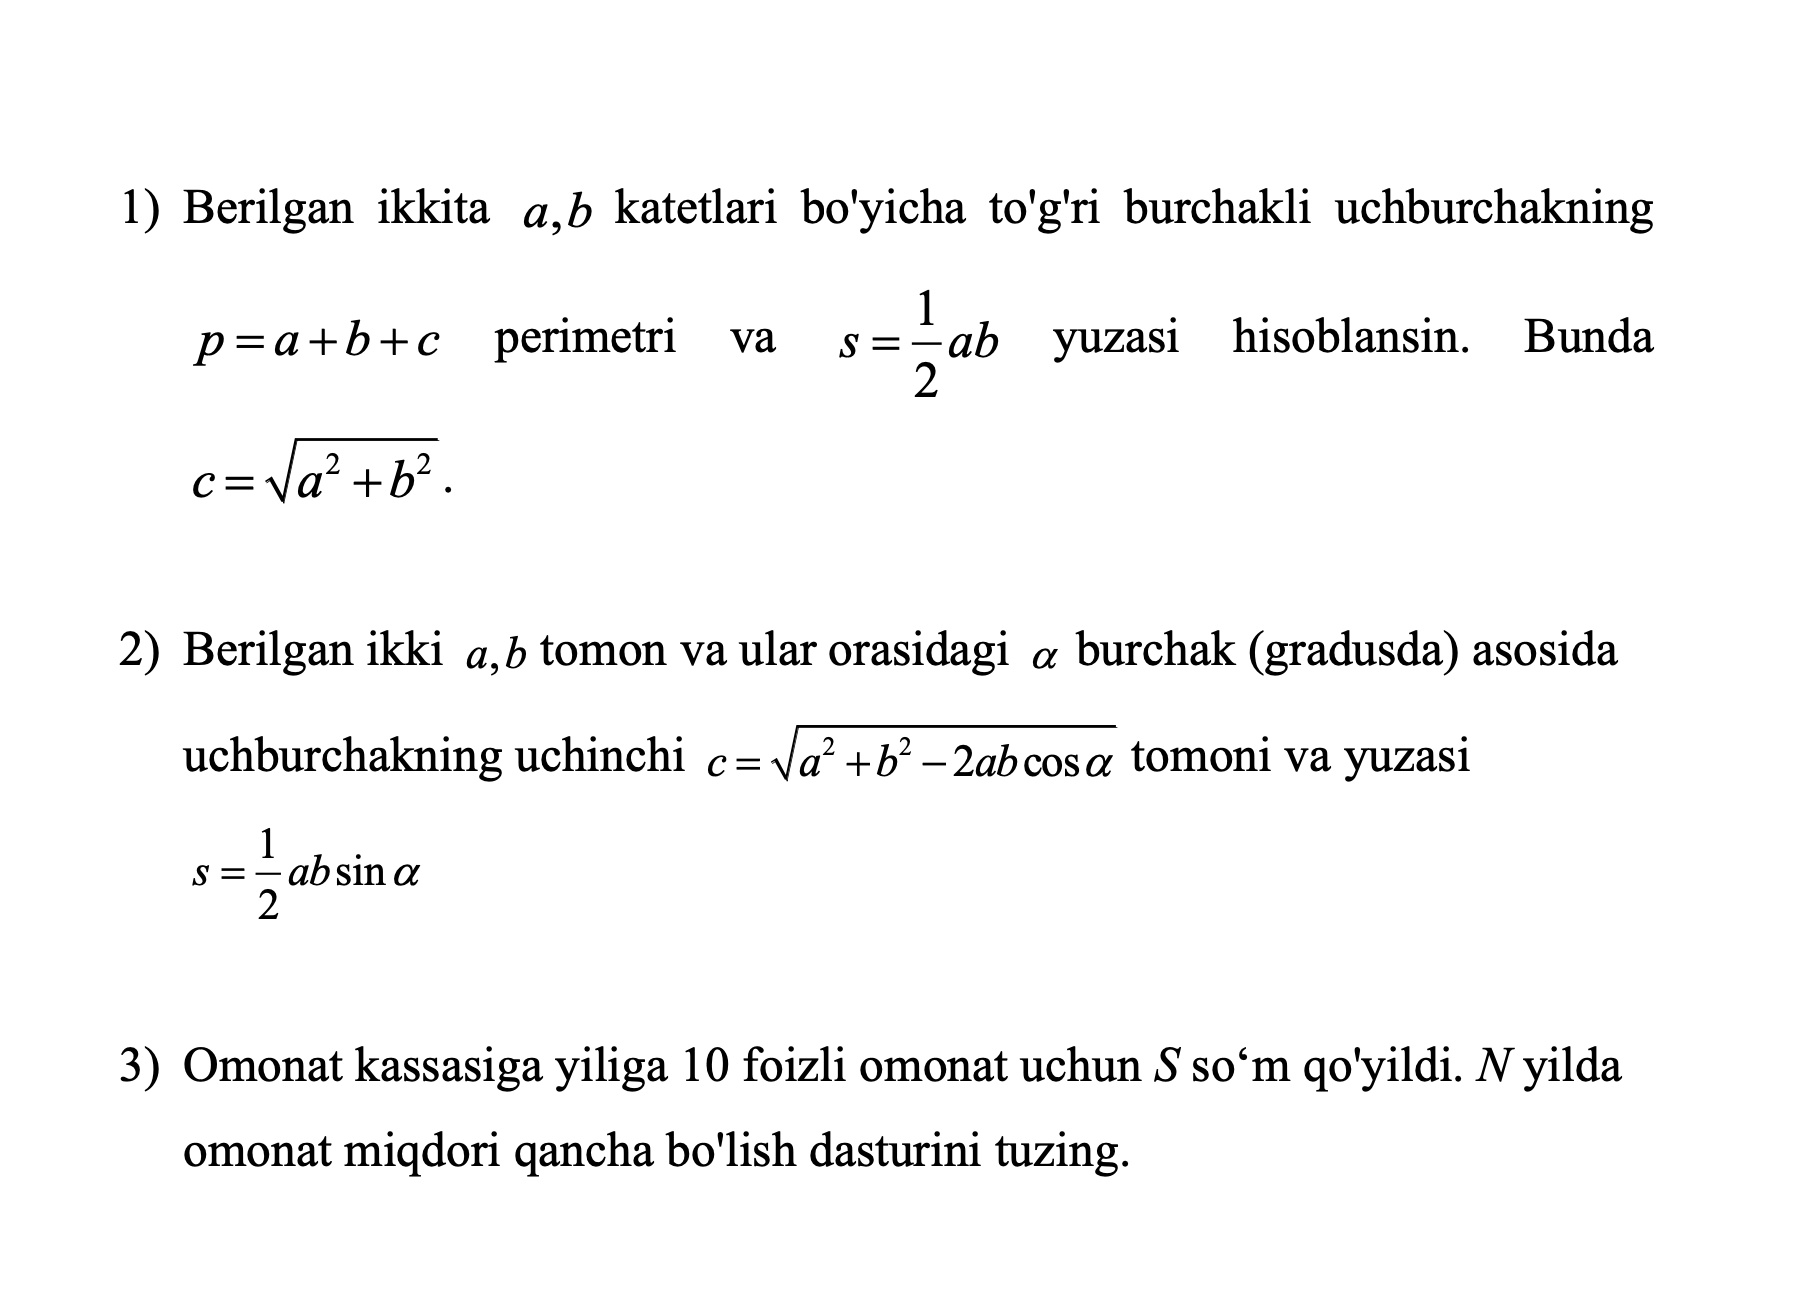 1) Berilgan ikkita a,b katetlari bo'yicha to'g'ri burchakli uchburchakning
p=a+b+c perimetri va s=\frac{1}{2}ab yuzasi hisoblansin. Bunda
c=\sqrt{a^2+b^2}.
2) Berilgan ikki a,b tomon va ular orasidagi α burchak (gradusda) asosida
uchburchakning uchinchi c=\sqrt{a^2+b^2-2ab\cos α} tomoni va yuzasi
s=\frac{1}{2}ab\sin α
3) Omonat kassasiga yiliga 10 foizli omonat uchun S so‘m qo'yildi. N yilda
omonat miqdori qancha bo'lish dasturini tuzing.